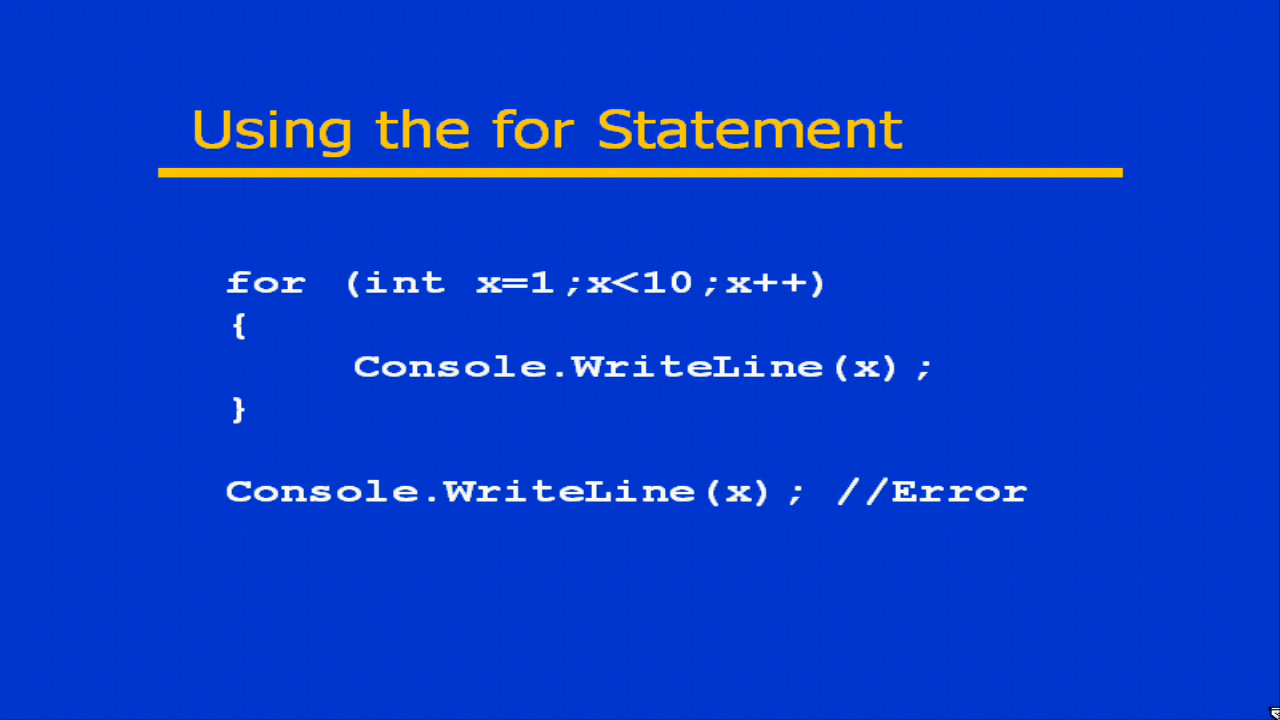 Using the for Statement
for (int x=1;x<10;x++)
{
Console.WriteLine(x);
}
Console.WriteLine(x); //Error